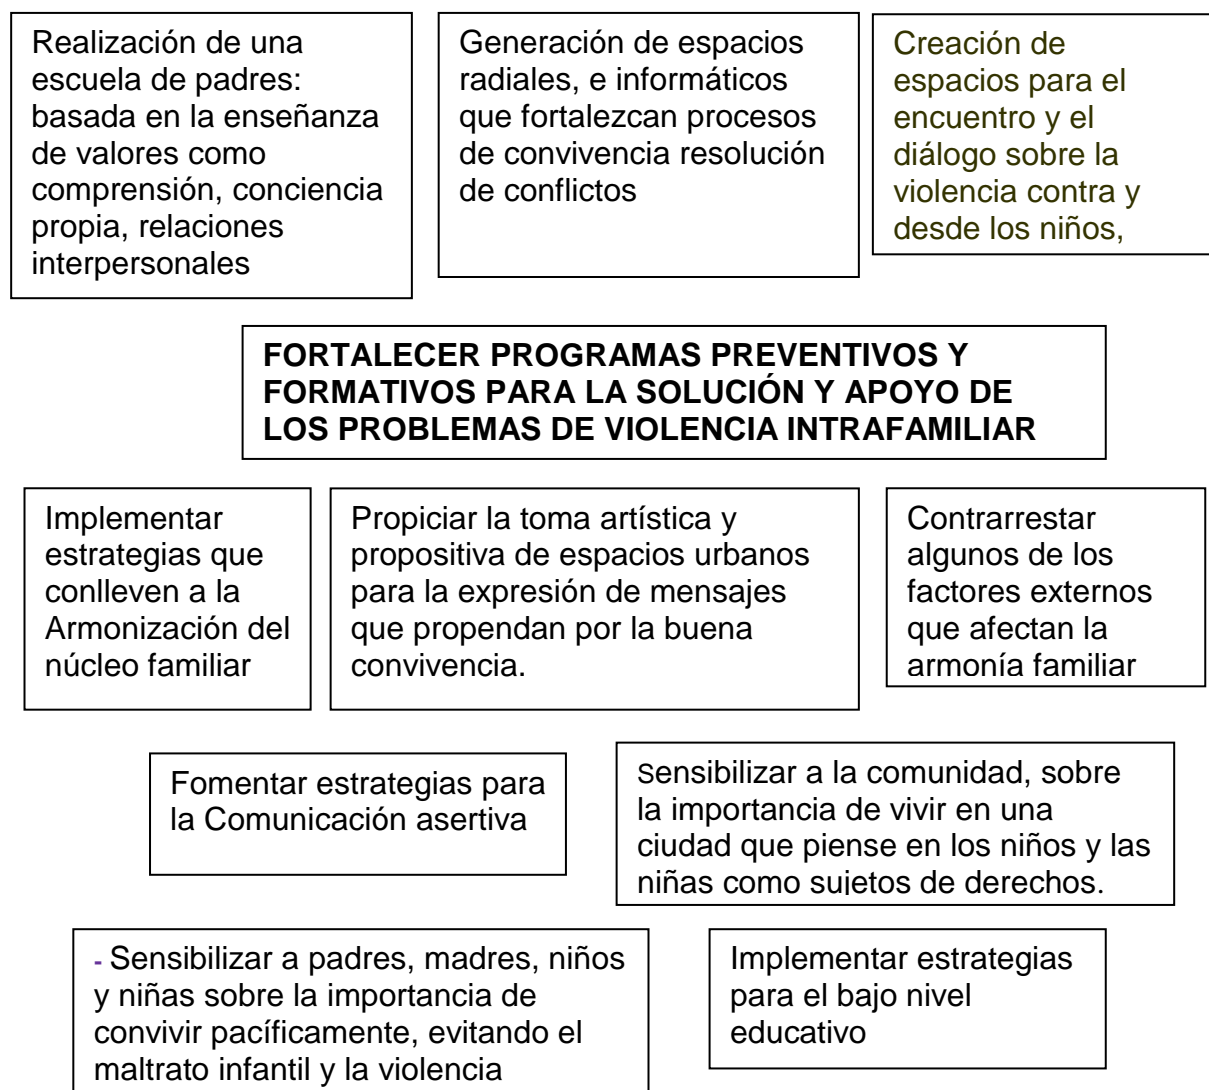 Realización de una
escuela de padres:
basada en la enseñanza
de valores como
comprensión, conciencia
propia, relaciones
interpersonales
Generación de espacios
radiales, e informáticos
que fortalezcan procesos
de convivencia resolución
de conflictos
Creación de
espacios para el
encuentro y el
diálogo sobre la
violencia contra y
desde los niños,
FORTALECER PROGRAMAS PREVENTIVOS Y
FORMATIVOS PARA LA SOLUCIÓN Y APOYO DE
LOS PROBLEMAS DE VIOLENCIA INTRAFAMILIAR
Implementar
estrategias que
conlleven a la
Armonización del
núcleo familiar
Propiciar la toma artística y
propositiva de espacios urbanos
para la expresión de mensajes
que propendan por la buena
convivencia.
Contrarrestar
algunos de los
factores externos
que afectan la
armonía familiar
Fomentar estrategias para
la Comunicación asertiva
sensibilizar a la comunidad, sobre
la importancia de vivir en una
ciudad que piense en los niños y las
niñas como sujetos de derechos.
- Sensibilizar a padres, madres, niños
y niñas sobre la importancia de
convivir pacíficamente, evitando el
maltrato infantil y la violencia
Implementar estrategias
para el bajo nivel
educativo